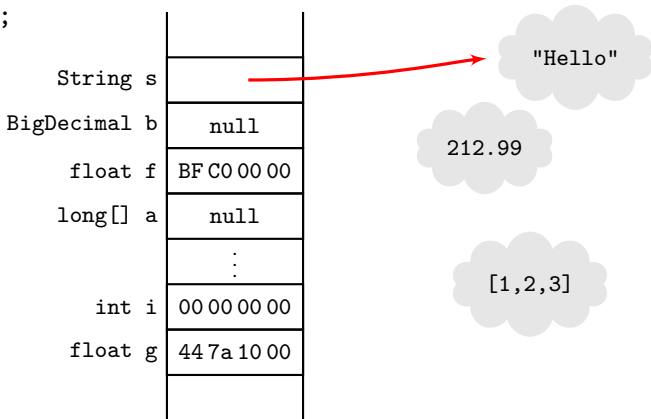 ;
String s
"Hello"
BigDecimal b null
212.99
float f BF C0 00 00
long[] a null
⋮
[1,2,3]
int i 00 00 00 00
float g 44 7a 10 00